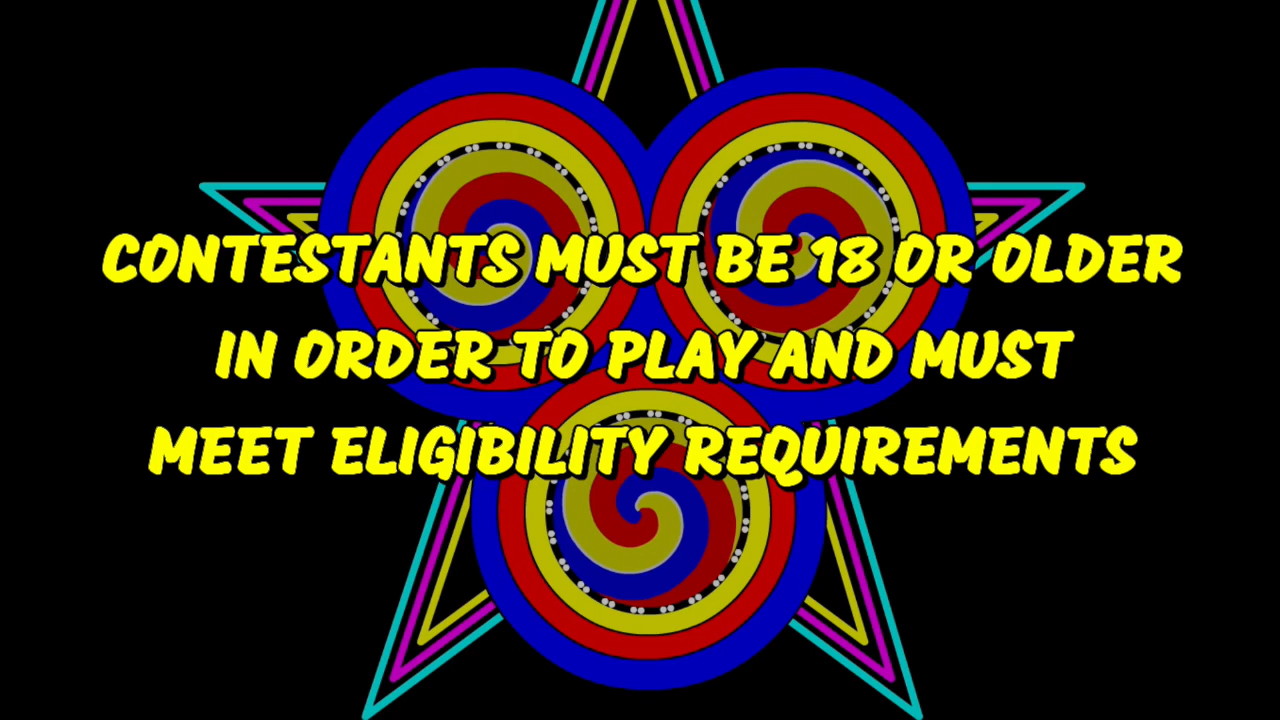 CONTESTANTS MUST BE 18 OR OLDER
IN ORDER TO PLAY AND MUST
MEET ELIGIBILITY REQUIREMENTS